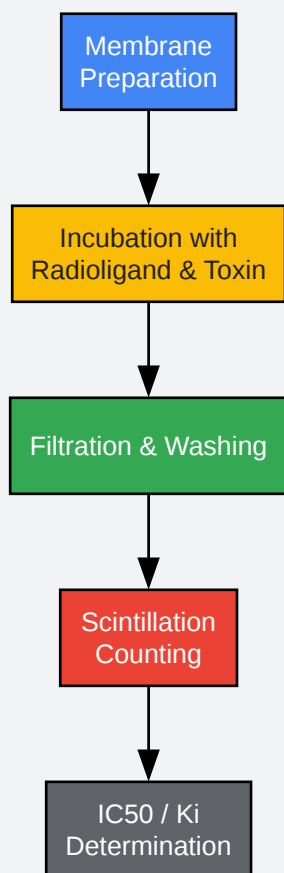 Membrane
Preparation
Incubation with
Radioligand & Toxin
Filtration & Washing
Scintillation
Counting
IC50 / Ki
Determination